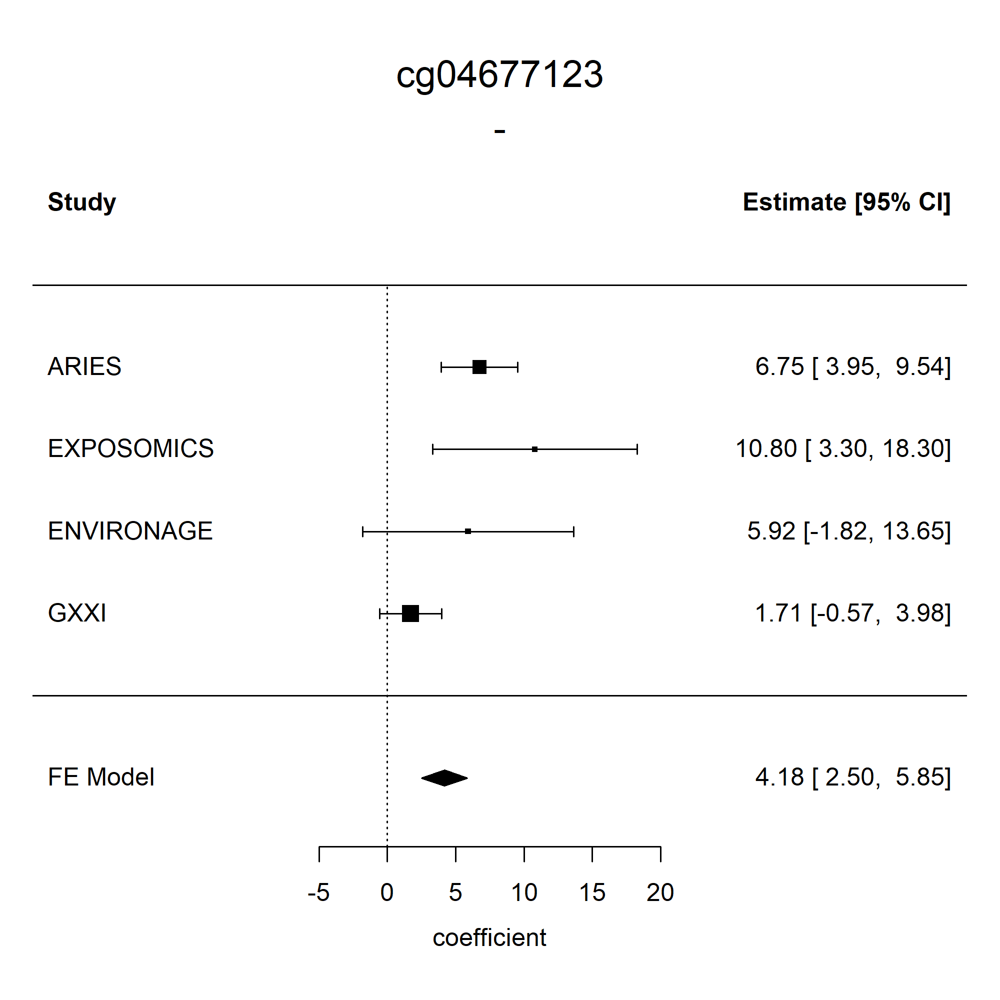 cg04677123
-
Study Estimate [95% CI]
ARIES 6.75 [ 3.95, 9.54]
EXPOSOMICS 10.80 [ 3.30, 18.30]
ENVIRONAGE 5.92 [-1.82, 13.65]
GXXI 1.71 [-0.57, 3.98]
FE Model 4.18 [ 2.50, 5.85]
-5 0 5 10 15 20
coefficient